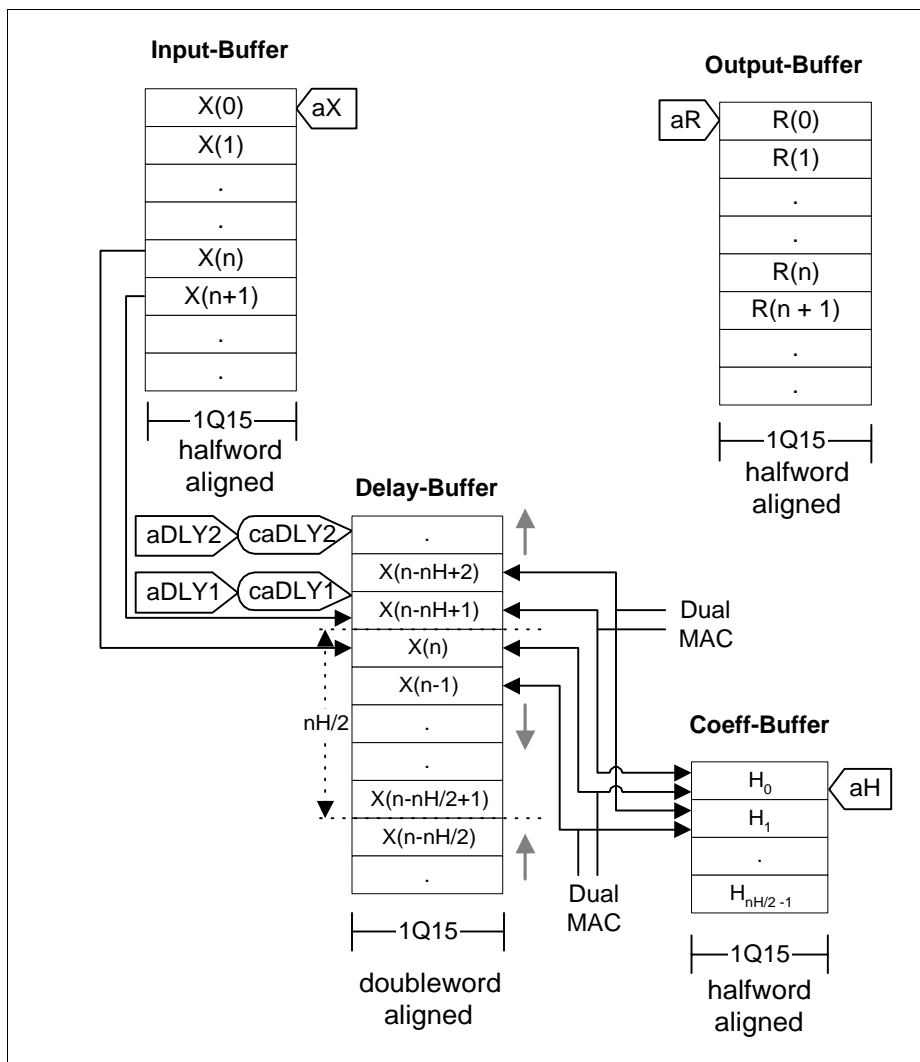 Input-Buffer
X(0)
aX
X(1)
.
.
X(n)
X(n+1)
.
.
1Q15
halfword
aligned
Output-Buffer
aR
R(0)
R(1)
.
.
R(n)
R(n + 1)
.
.
1Q15
halfword
aligned
Delay-Buffer
aDLY2
caDLY2
.
X(n-nH+2)
aDLY1
caDLY1
X(n-nH+1)
X(n)
X(n-1)
nH/2
.
.
X(n-nH/2+1)
X(n-nH/2)
.
1Q15
doubleword
aligned
Dual
MAC
Dual
MAC
Coeff-Buffer
H0
aH
H1
.
HnH/2 -1
1Q15
halfword
aligned